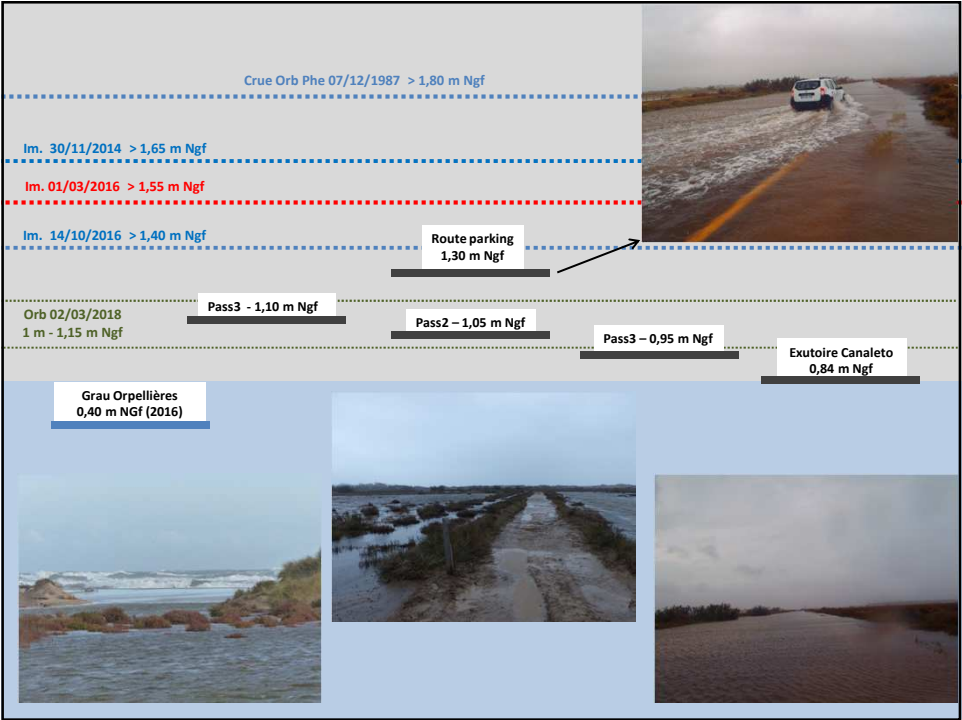 Crue Orb Phe 07/12/1987 > 1,80 m Ngf
Im. 30/11/2014 > 1,65 m Ngf
Im. 01/03/2016 > 1,55 m Ngf
Im. 14/10/2016 > 1,40 m Ngf
Route parking
1,30 m Ngf
Orb 02/03/2018
1 m - 1,15 m Ngf
Pass3 - 1,10 m Ngf
Pass2 – 1,05 m Ngf
Pass3 – 0,95 m Ngf
Exutoire Canaleto
0,84 m Ngf
Grau Orpellières
0,40 m NGf (2016)